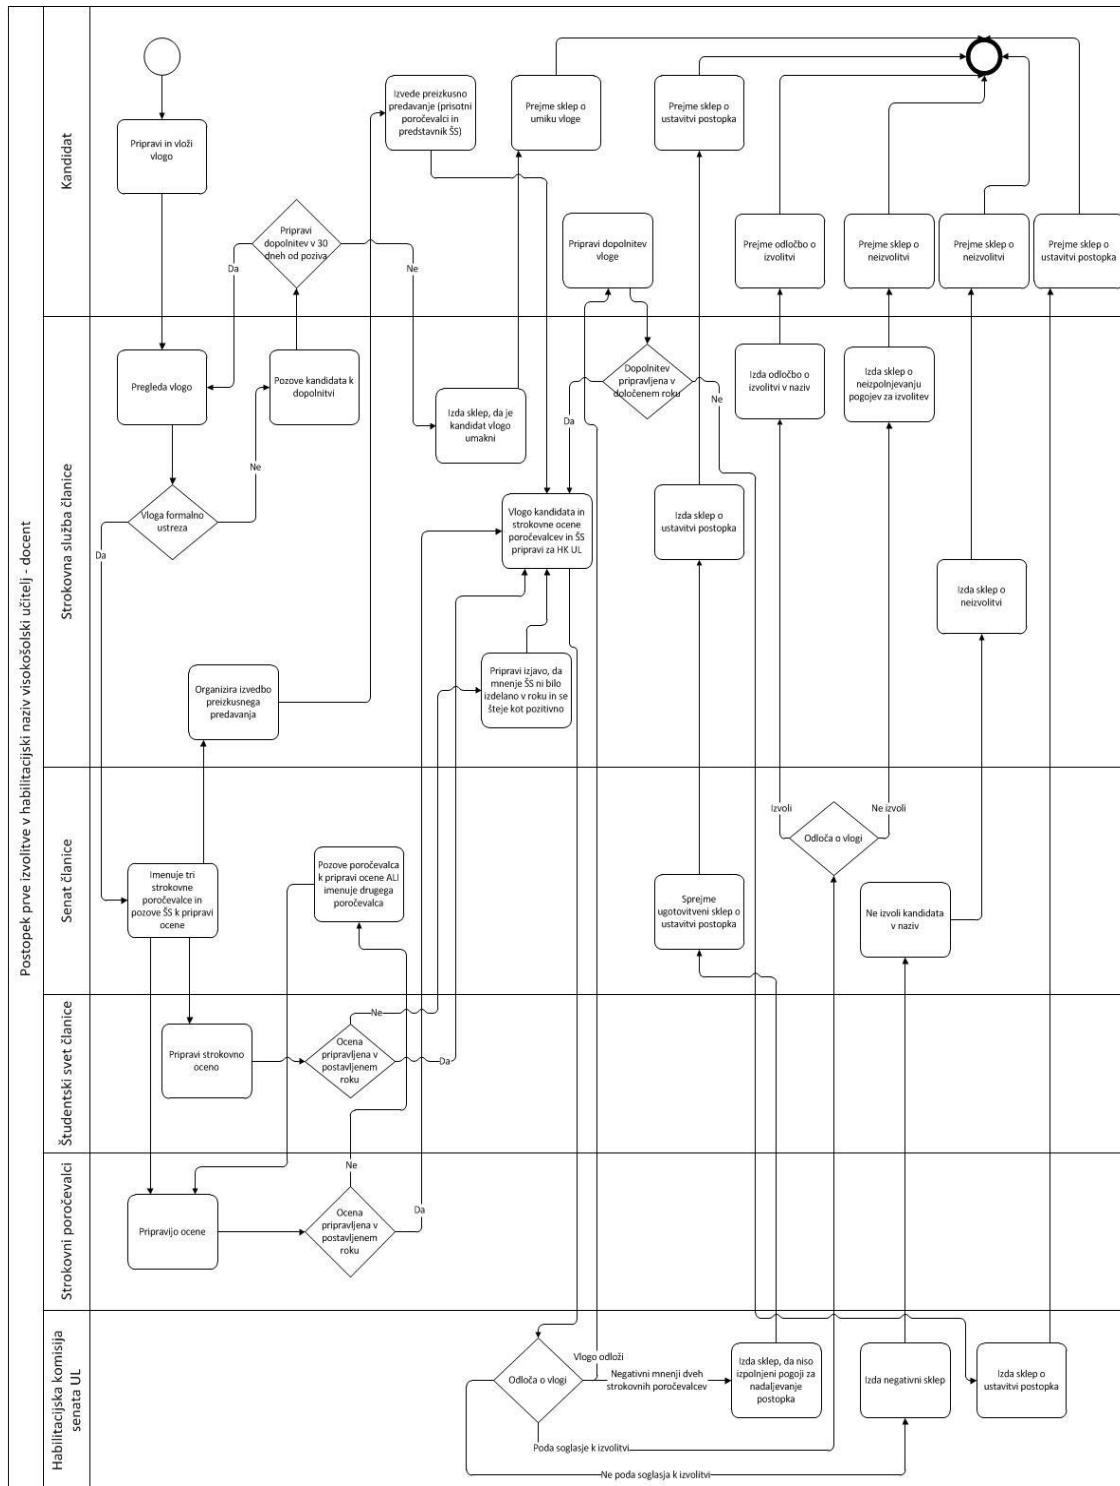 Postopek prve izvolitve v habilitacijski naziv visokošolski učitelj - docent
Kandidat
Pripravi in vloži
vlogo
Izvede preizkusno
predavanje (prisotni
poročevalci in
predstavnik ŠS)
Prejme sklep o
umiku vloge
Prejme sklep o
ustavitvi postopka
Pripravi
dopolnitev v 30
dneh od poziva
Da
Ne
Pripravi dopolnitev
vloge
Prejme odločbo o
izvolitvi
Prejme sklep o
neizvolitvi
Prejme sklep o
neizvolitvi
Prejme sklep o
ustavitvi postopka
Strokovna služba članice
Pregleda vlogo
Pozove kandidata k
dopolnitvi
Izda sklep, da je
kandidat vlogo
umakni
Dopolnitev
pripravljena v
določenem roku
Da
Ne
Izda odločbo o
izvolitvi v naziv
Izda sklep o
neizpolnjevanju
pogojev za izvolitev
Ne
Vloga formalno
ustreza
Da
Vlogo kandidata in
strokovne ocene
poročevalcev in ŠS
pripravi za HK UL
Izda sklep o
ustavitvi postopka
Izda sklep o
neizvolitvi
Organizira izvedbo
preizkusnega
predavanja
Pripravi izjavo, da
mnenje ŠS ni bilo
izdelano v roku in se
šteje kot pozitivno
Senat članice
Imenuje tri
strokovne
poročevalce in
pozove ŠS k pripravi
ocene
Pozove poročevalca
k pripravi ocene ALI
imenuje drugega
poročevalca
Sprejme
ugotovitveni sklep o
ustavitvi postopka
Izvoli
Ne izvoli
Odloča o vlogi
Ne izvoli kandidata
v naziv
Študentski svet članice
Pripravi strokovno
oceno
Ne
Ocena
pripravljena v
postavljenem
roku
Da
Strokovni poročevalci
Pripravijo ocene
Ne
Ocena
pripravljena v
postavljenem
roku
Da
Habilitacijska komisija
senata UL
Odloča o vlogi
Vlogo odloži
Negativni mnenji dveh
strokovnih poročevalcev
Izda sklep, da niso
izpolnjeni pogoji za
nadaljevanje
postopka
Izda negativni sklep
Izda sklep o
ustavitvi postopka
Poda soglasje k izvolitvi
Ne poda soglasja k izvolitvi